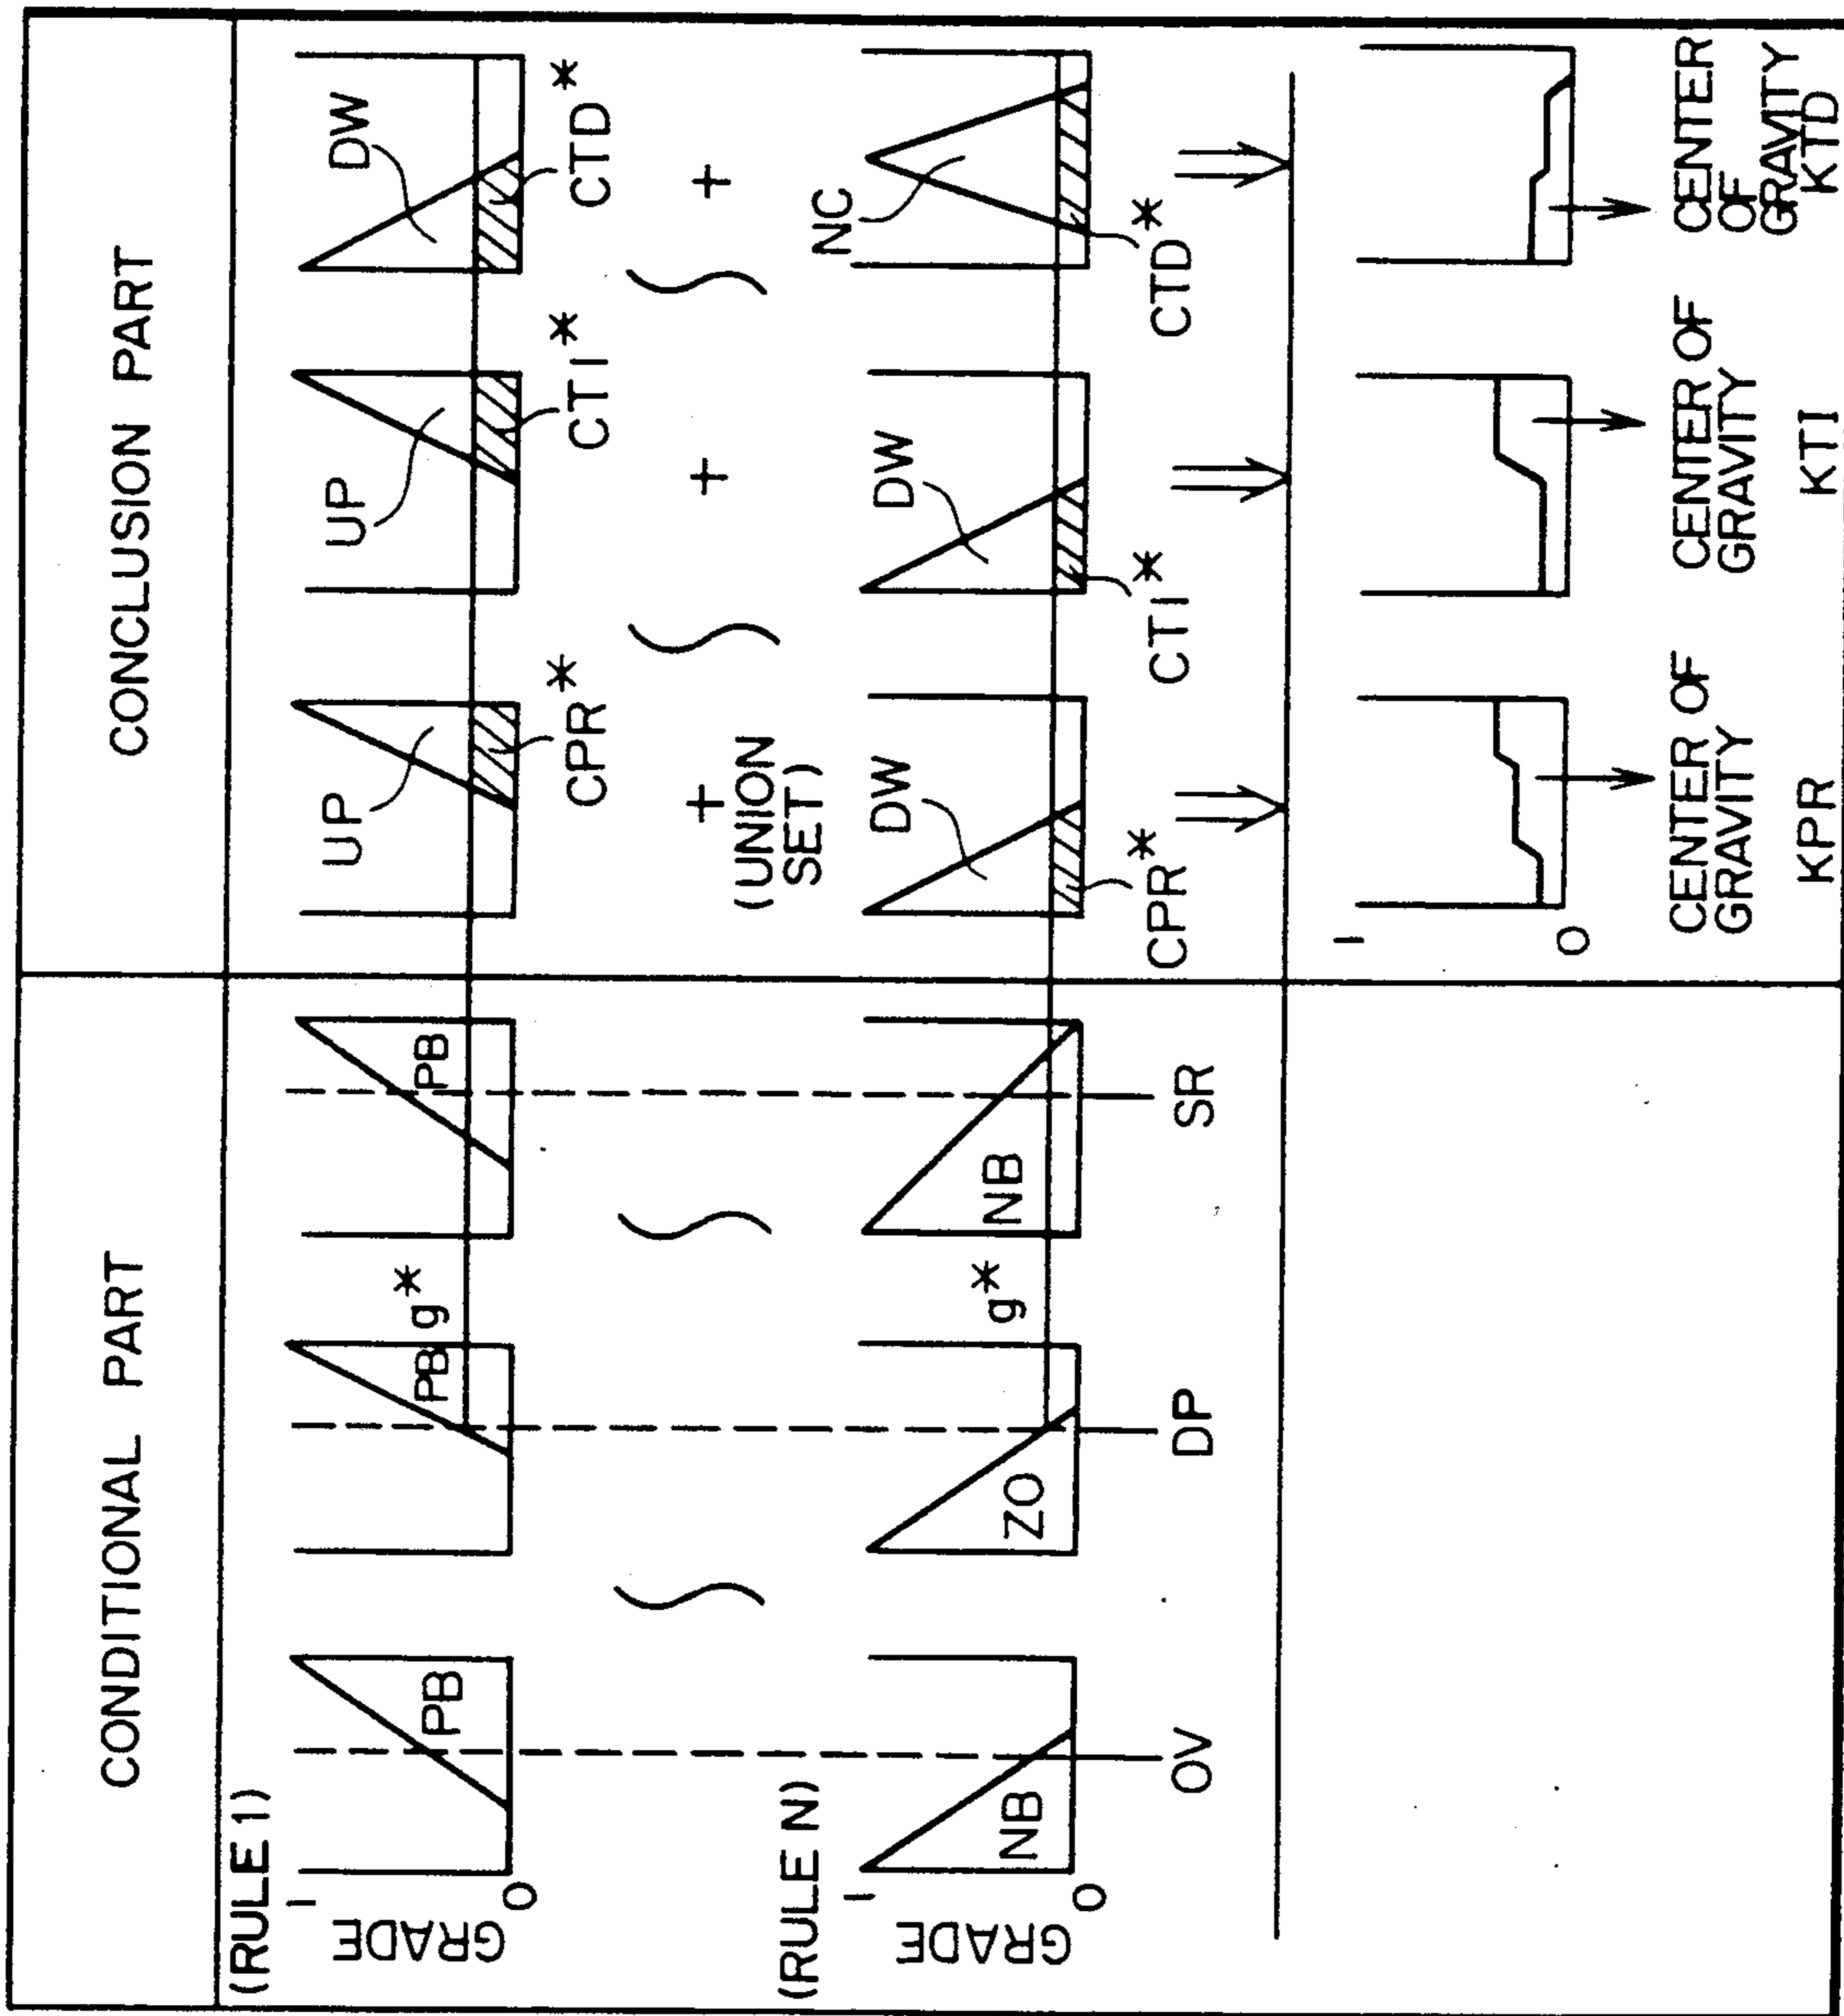 CONDITIONAL PART
CONCLUSION PART
(RULE 1)
GRADE
1
0
PB
PB
g*
PB
UP
CPR*
UP
CTI*
DW
CTD*
+
(UNION
SET)
+
+
(RULE N)
GRADE
1
0
NB
ZO
g*
NB
DW
CPR*
DW
CTI*
NC
CTD*
OV
DP
SR
1
0
CENTER OF
GRAVITY
KPR
CENTER OF
GRAVITY
KTI
CENTER
OF
GRAVITY
KTD